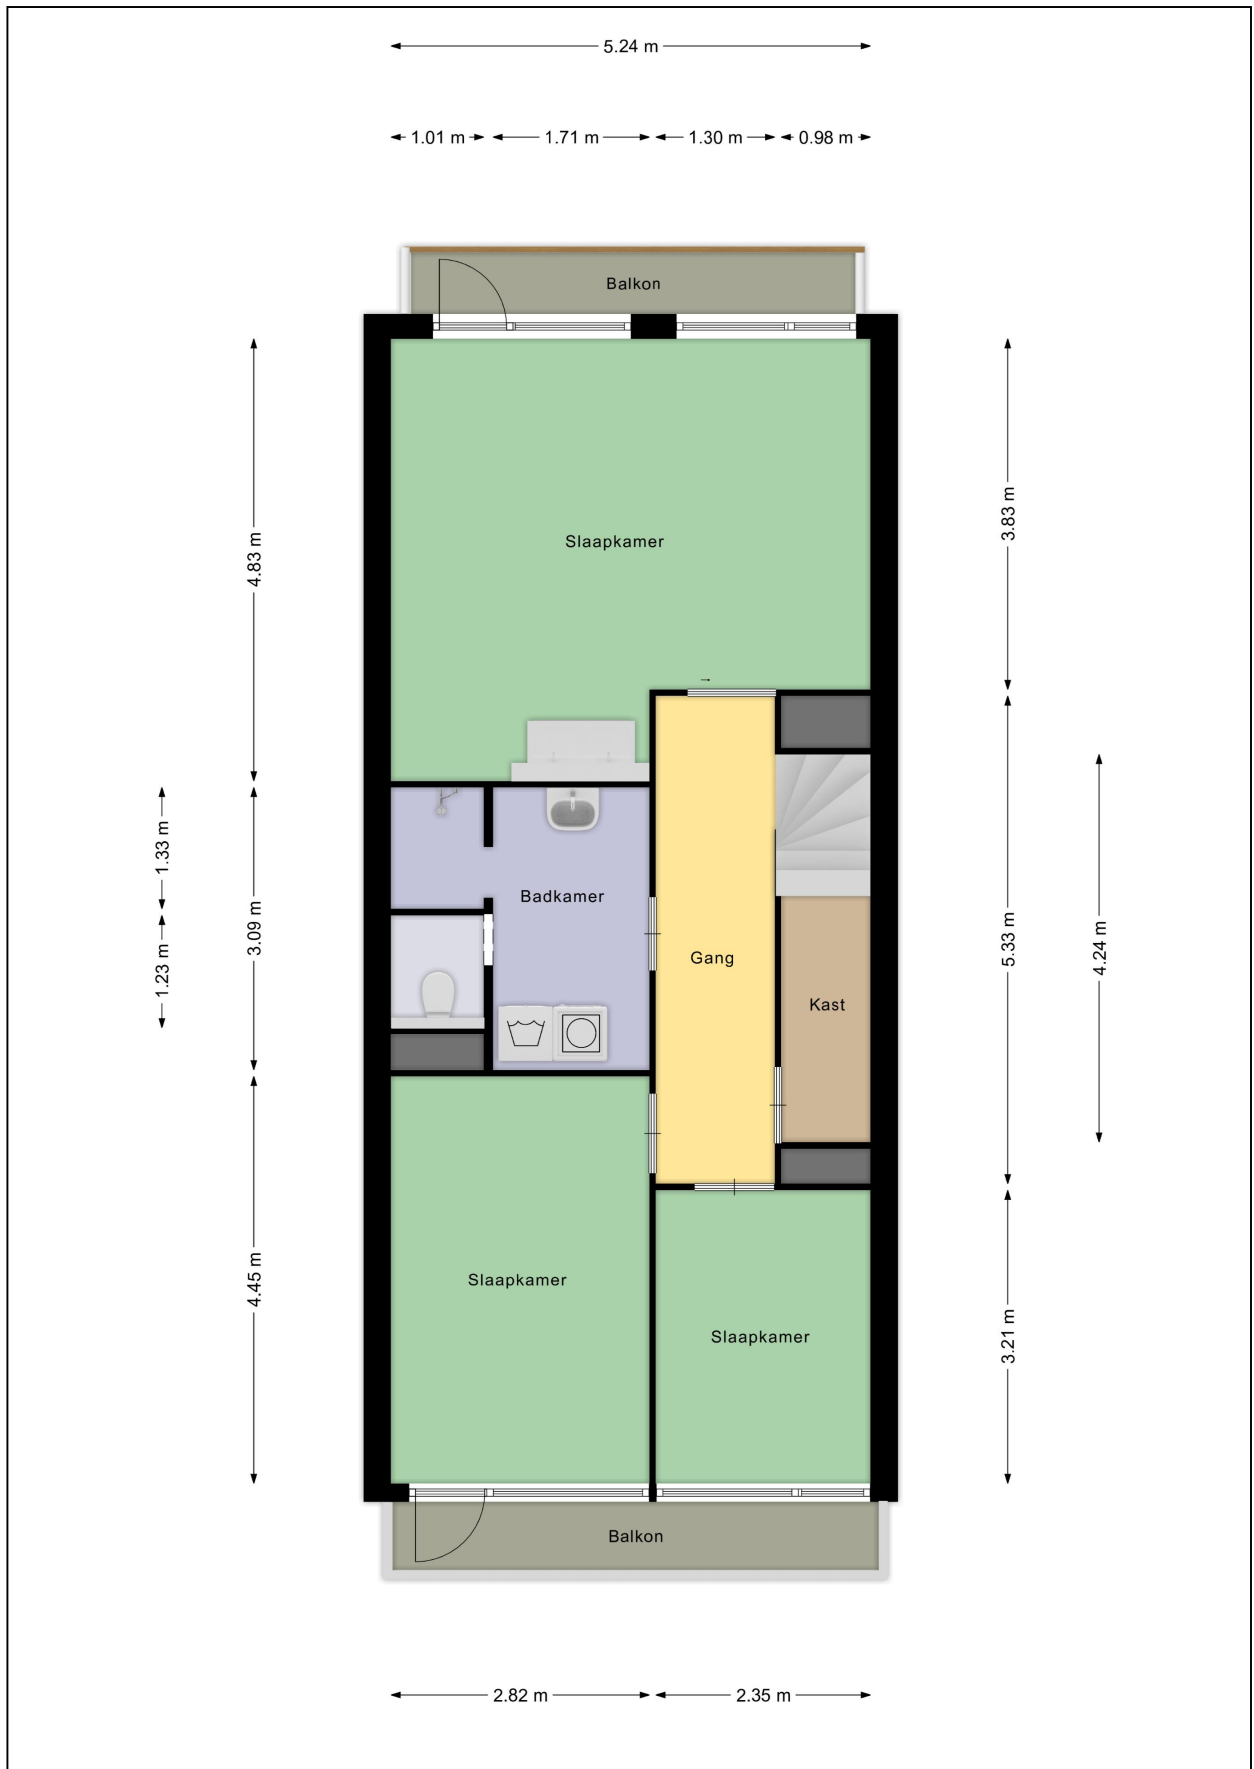 5.24 m
1.01 m
1.71 m
1.30 m
0.98 m
Balkon
4.83 m
3.83 m
Slaapkamer
1.33 m
1.23 m
3.09 m
Badkamer
Gang
Kast
5.33 m
4.24 m
4.45 m
Slaapkamer
Slaapkamer
3.21 m
Balkon
2.82 m
2.35 m